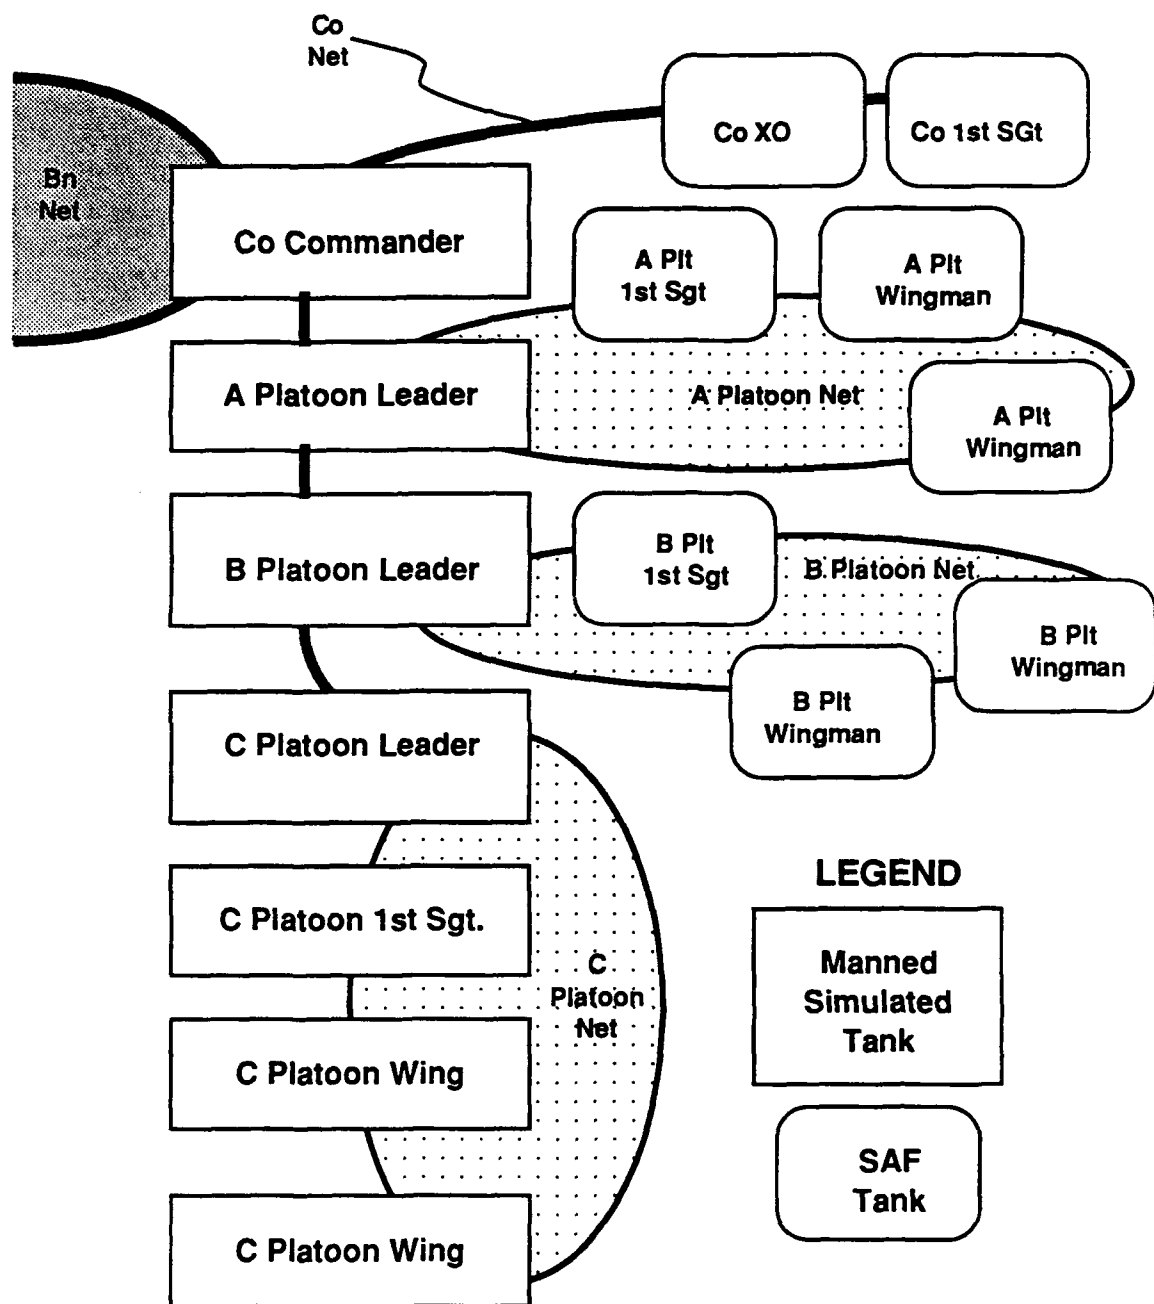 Co
Net
Co XO
Co 1st SGt
Bn
Net
Co Commander
A Plt
1st Sgt
A Plt
Wingman
A Platoon Leader
A Platoon Net
A Plt
Wingman
B Platoon Leader
B Plt
1st Sgt
B Platoon Net
B Plt
Wingman
B Plt
Wingman
C Platoon Leader
C Platoon 1st Sgt.
C
Platoon
Net
C Platoon Wing
C Platoon Wing
LEGEND
Manned
Simulated
Tank
SAF
Tank